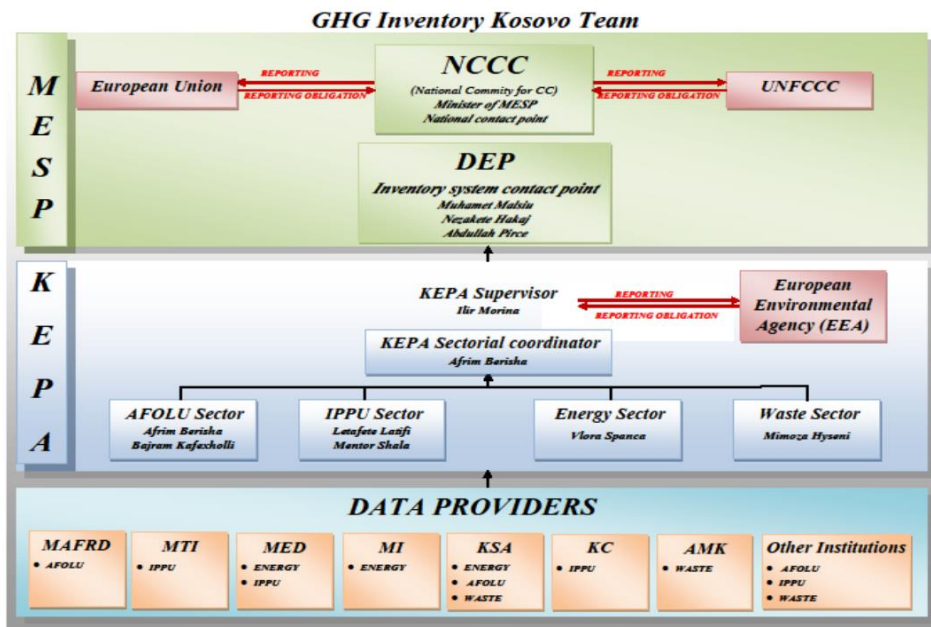 GHG Inventory Kosovo Team
M
E
S
P
European Union
REPORTING
REPORTING OBLIGATION
NCCC
(National Commity for CC)
Minister of MESP
National contact point
REPORTING
REPORTING OBLIGATION
UNFCCC
DEP
Inventory system contact point
Muhamet Malsiu
Nezakete Hakaj
Abdullah Pirce
K
E
P
A
KEPA Supervisor
Ilir Morina
REPORTING
REPORTING OBLIGATION
European
Environmental
Agency (EEA)
KEPA Sectorial coordinator
Afrim Berisha
AFOLU Sector
Afrim Berisha
Bajram Kafexholli
IPPU Sector
Letafete Latifi
Mentor Shala
Energy Sector
Vlora Spanca
Waste Sector
Mimoza Hyseni
DATA PROVIDERS
MAFRD
• AFOLU
MTI
• IPPU
MED
• ENERGY
• IPPU
MI
• ENERGY
KSA
• ENERGY
• AFOLU
• WASTE
KC
• IPPU
AMK
• WASTE
Other Institutions
• AFOLU
• IPPU
• WASTE